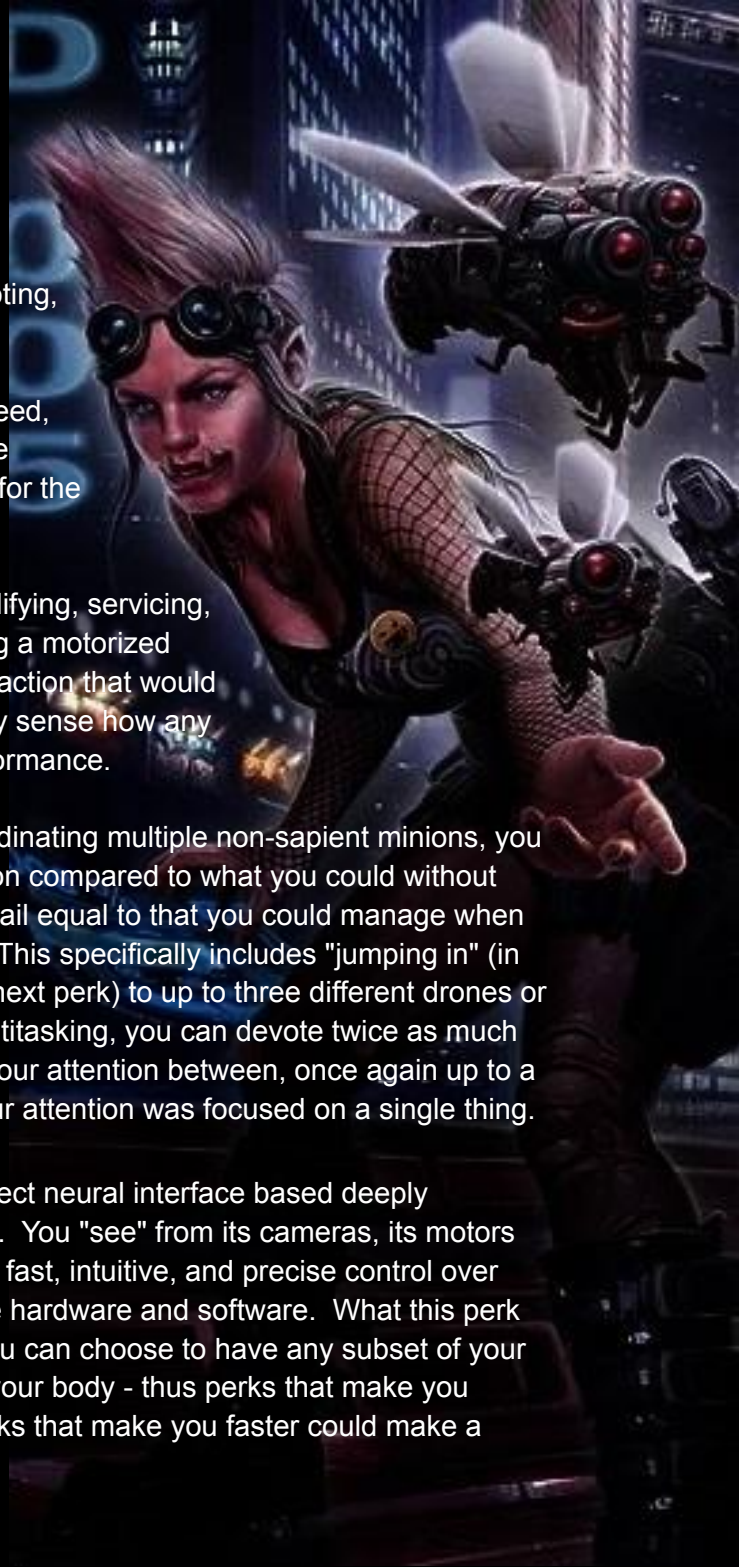 D
oting,
eed,
e
for the
5
lifying, servicing,
g a motorized
action that would
y sense how any
ormance.
dinating multiple non-sapient minions, you
on compared to what you could without
ail equal to that you could manage when
This specifically includes "jumping in" (in
next perk) to up to three different drones or
titasking, you can devote twice as much
our attention between, once again up to a
ur attention was focused on a single thing.
ect neural interface based deeply
. You "see" from its cameras, its motors
fast, intuitive, and precise control over
e hardware and software. What this perk
u can choose to have any subset of your
your body - thus perks that make you
ks that make you faster could make a